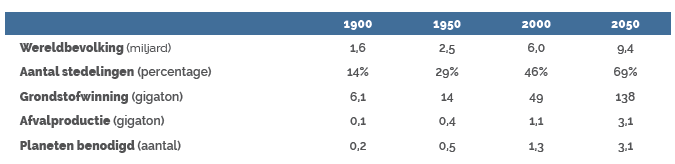 1900 1950 2000 2050
Wereldbevolking (miljard) 1,6 2,5 6,0 9,4
Aantal stedelingen (percentage) 14% 29% 46% 69%
Grondstofwinning (gigaton) 6,1 14 49 138
Afvalproductie (gigaton) 0,1 0,4 1,1 3,1
Planeten benodigd (aantal) 0,2 0,5 1,3 3,1